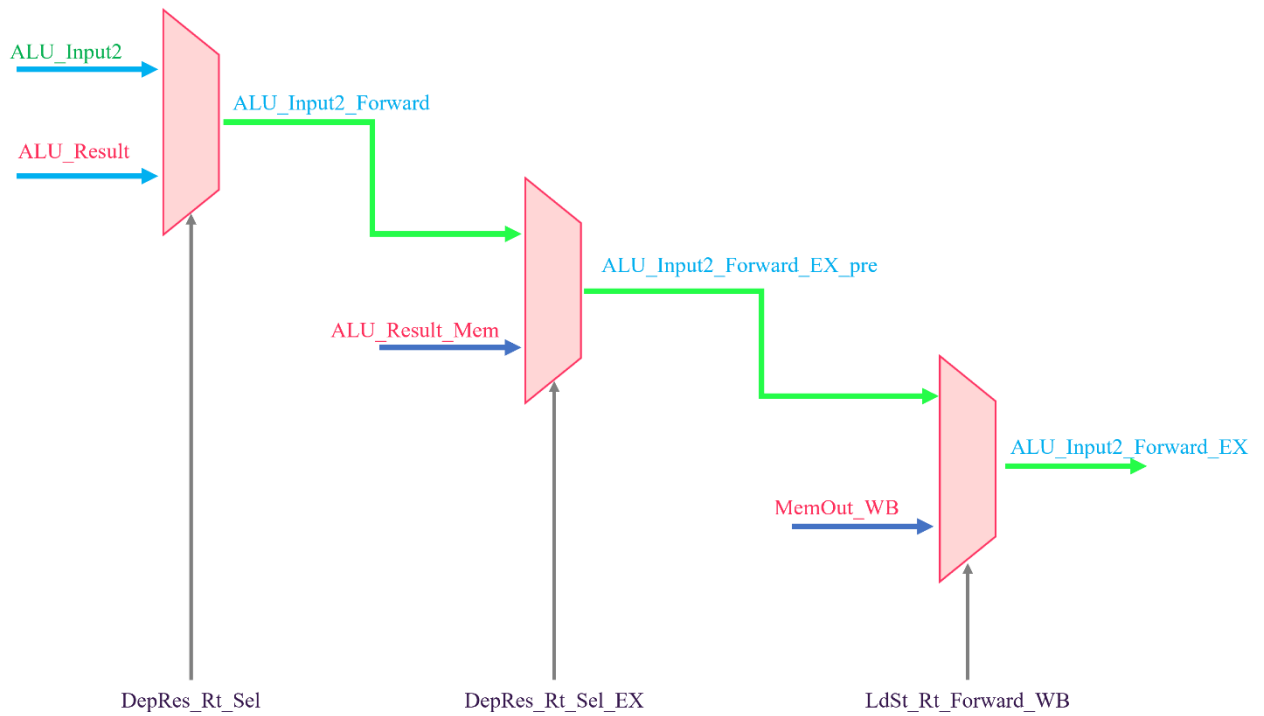 ALU_Input2
ALU_Input2_Forward
ALU_Result
ALU_Input2_Forward_EX_pre
ALU_Result_Mem
ALU_Input2_Forward_EX
MemOut_WB
DepRes_Rt_Sel
DepRes_Rt_Sel_EX
LdSt_Rt_Forward_WB